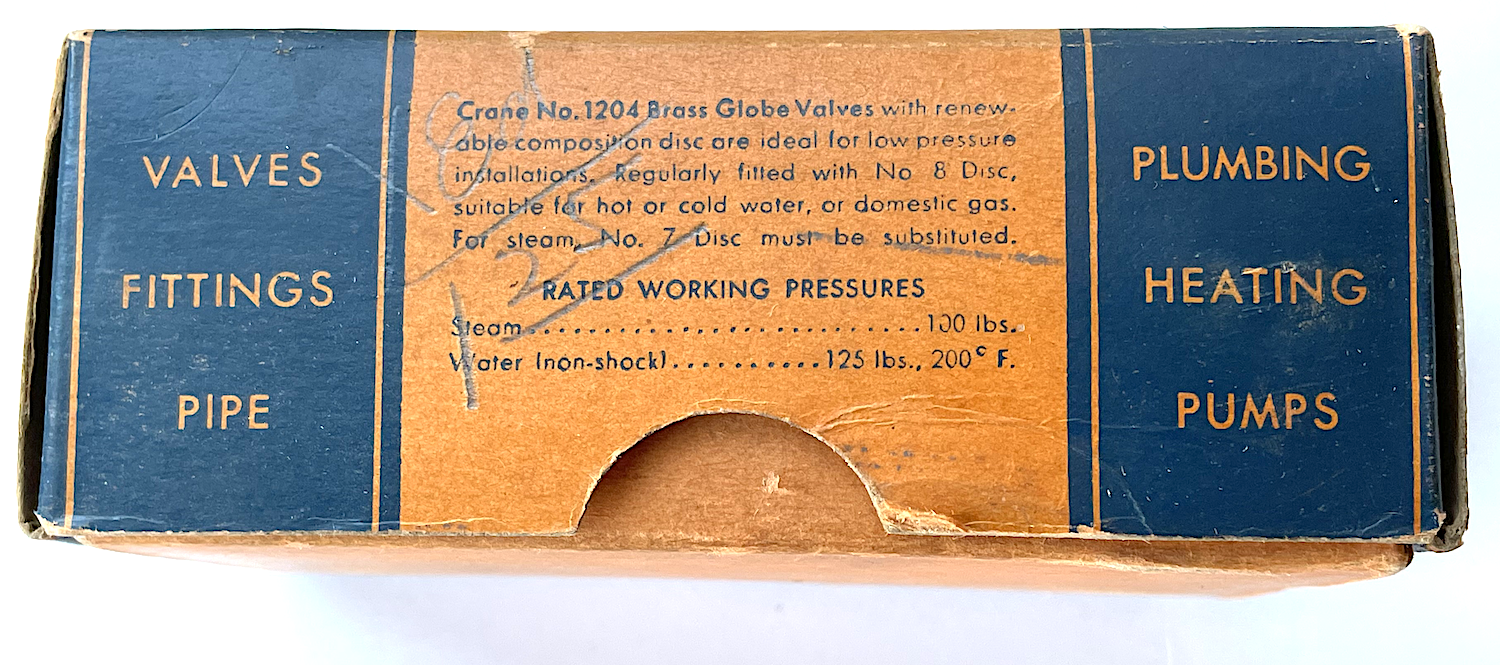 VALVES
FITTINGS
PIPE
Crane No. 1204 Brass Globe Valves with renew-
able composition disc are ideal for low pressure
installations. Regularly fitted with No 8 Disc,
suitable for hot or cold water, or domestic gas.
For steam, No. 7 Disc must be substituted.
RATED WORKING PRESSURES
Steam............................100 lbs.
Water (non-shock)...........125 lbs., 200° F.
PLUMBING
HEATING
PUMPS